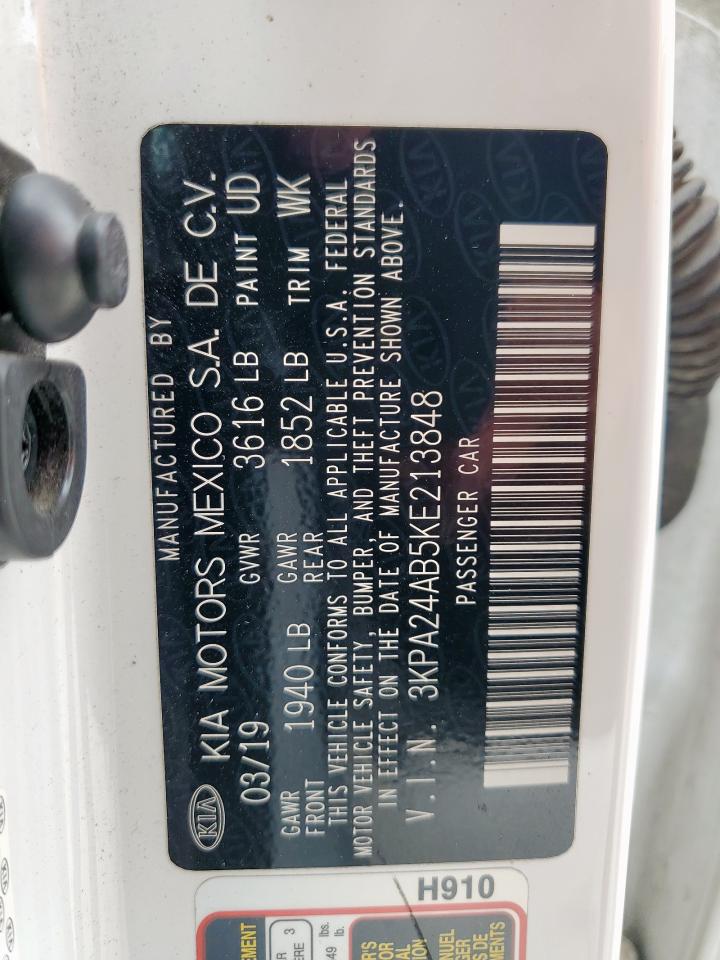 MANUFACTURED BY
KIA KIA MOTORS MEXICO S.A. DE C.V.
03/19 GVWR 3616 LB PAINT UD
GAWR FRONT 1940 LB GAWR REAR 1852 LB TRIM WK
THIS VEHICLE CONFORMS TO ALL APPLICABLE U.S.A. FEDERAL
MOTOR VEHICLE SAFETY, BUMPER, AND THEFT PREVENTION STANDARDS
IN EFFECT ON THE DATE OF MANUFACTURE SHOWN ABOVE.
V.I.N. 3KPA24AB5KE213848
PASSENGER CAR
H910